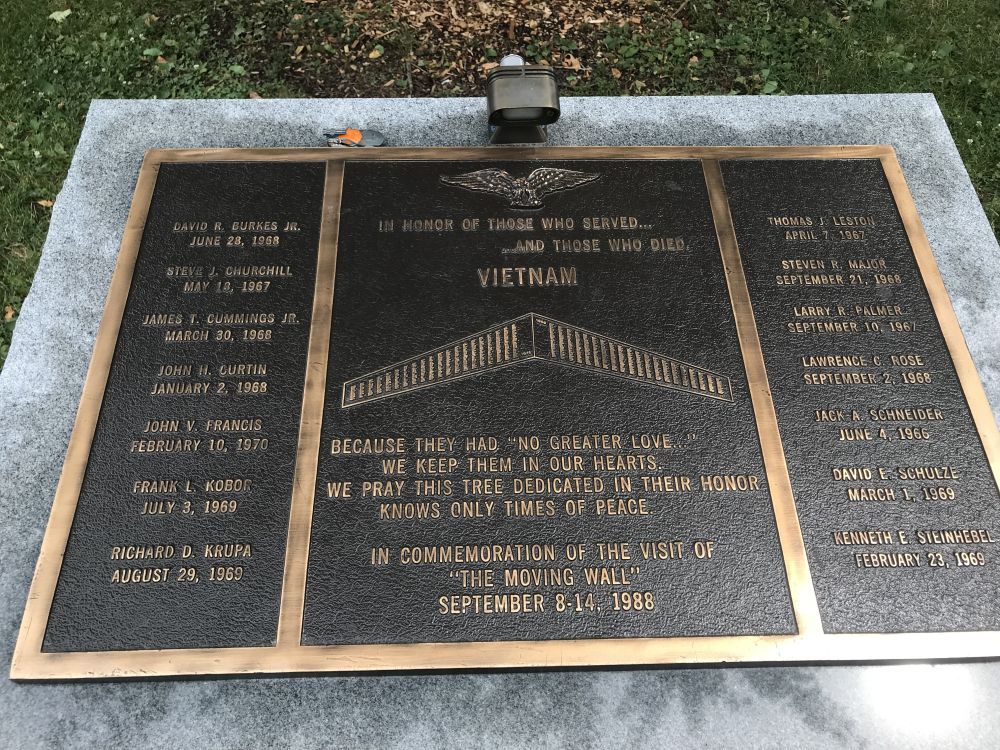 DAVID R. BURKES JR.
JUNE 28, 1968
STEVE J. CHURCHILL
MAY 18, 1967
JAMES T. CUMMINGS JR.
MARCH 30, 1968
JOHN H. CURTIN
JANUARY 2, 1968
JOHN V. FRANCIS
FEBRUARY 10, 1970
FRANK L. KOBOR
JULY 3, 1969
RICHARD D. KRUPA
AUGUST 29, 1969
IN HONOR OF THOSE WHO SERVED...
...AND THOSE WHO DIED.
VIETNAM
BECAUSE THEY HAD "NO GREATER LOVE..."
WE KEEP THEM IN OUR HEARTS.
WE PRAY THIS TREE DEDICATED IN THEIR HONOR
KNOWS ONLY TIMES OF PEACE.
IN COMMEMORATION OF THE VISIT OF
"THE MOVING WALL"
SEPTEMBER 8-14, 1988
THOMAS J. LESTON
APRIL 7, 1967
STEVEN R. MAJOR
SEPTEMBER 21, 1968
LARRY R. PALMER
SEPTEMBER 10, 1967
LAWRENCE C. ROSE
SEPTEMBER 2, 1968
JACK A. SCHNEIDER
JUNE 4, 1966
DAVID E. SCHULZE
MARCH 1, 1969
KENNETH E. STEINHEBEL
FEBRUARY 23, 1969